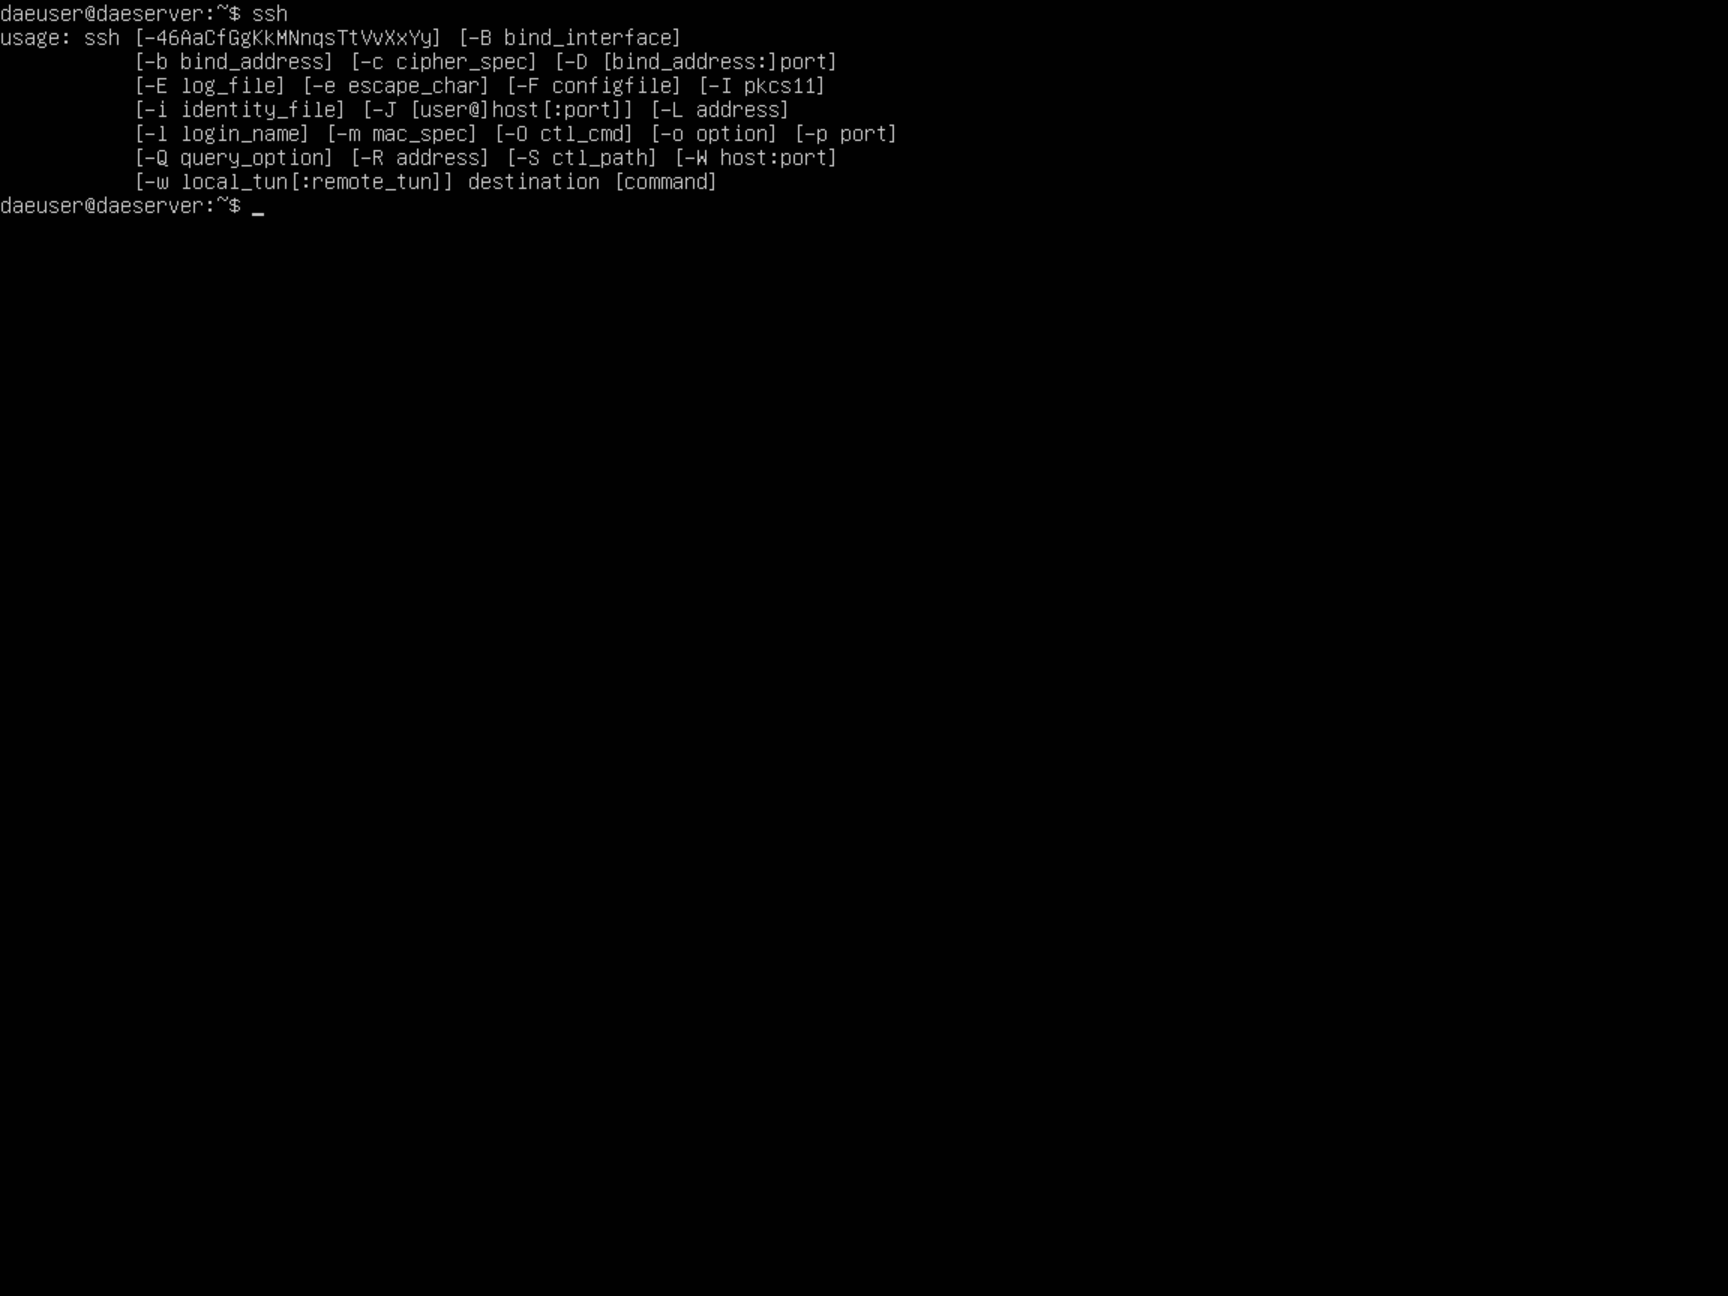 daeuser@daeserver:~$ ssh
usage: ssh [-46AaCfGgKkMNnqsTtVvXxYy] [-B bind_interface]
           [-b bind_address] [-c cipher_spec] [-D [bind_address:]port]
           [-E log_file] [-e escape_char] [-F configfile] [-I pkcs11]
           [-i identity_file] [-J [user@]host[:port]] [-L address]
           [-l login_name] [-m mac_spec] [-O ctl_cmd] [-o option] [-p port]
           [-Q query_option] [-R address] [-S ctl_path] [-W host:port]
           [-w local_tun[:remote_tun]] destination [command]
daeuser@daeserver:~$ _